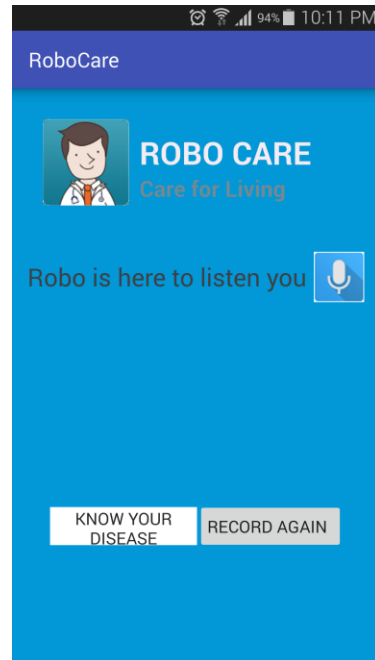 94% 10:11 PM
RoboCare
ROBO CARE
Care for Living
Robo is here to listen you
KNOW YOUR
DISEASE
RECORD AGAIN